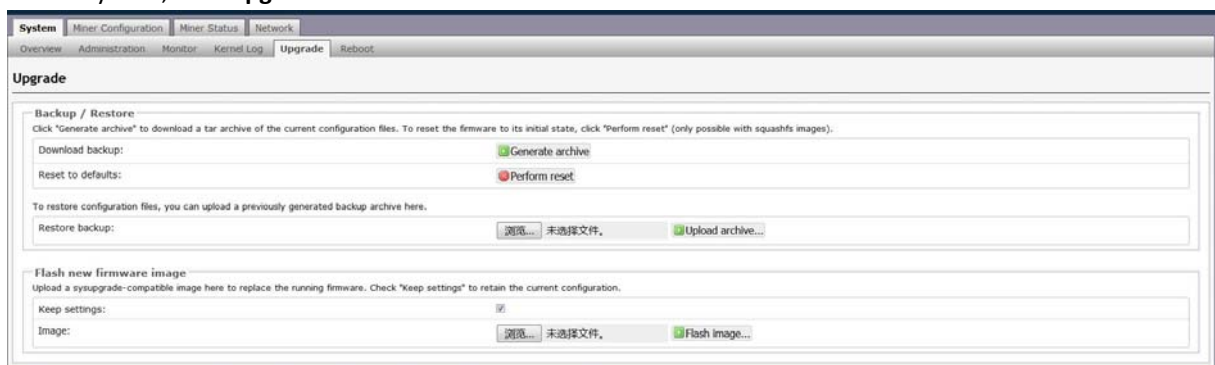 System Miner Configuration Miner Status Network
Overview Administration Monitor Kernel Log Upgrade Reboot
Upgrade
Backup / Restore
Click "Generate archive" to download a tar archive of the current configuration files. To reset the firmware to its initial state, click "Perform reset" (only possible with squashfs images).
Download backup: Generate archive
Reset to defaults: Perform reset
To restore configuration files, you can upload a previously generated backup archive here.
Restore backup: 浏览... 未选择文件。 Upload archive...
Flash new firmware image
Upload a sysupgrade-compatible image here to replace the running firmware. Check "Keep settings" to retain the current configuration.
Keep settings:
Image: 浏览... 未选择文件。 Flash image...